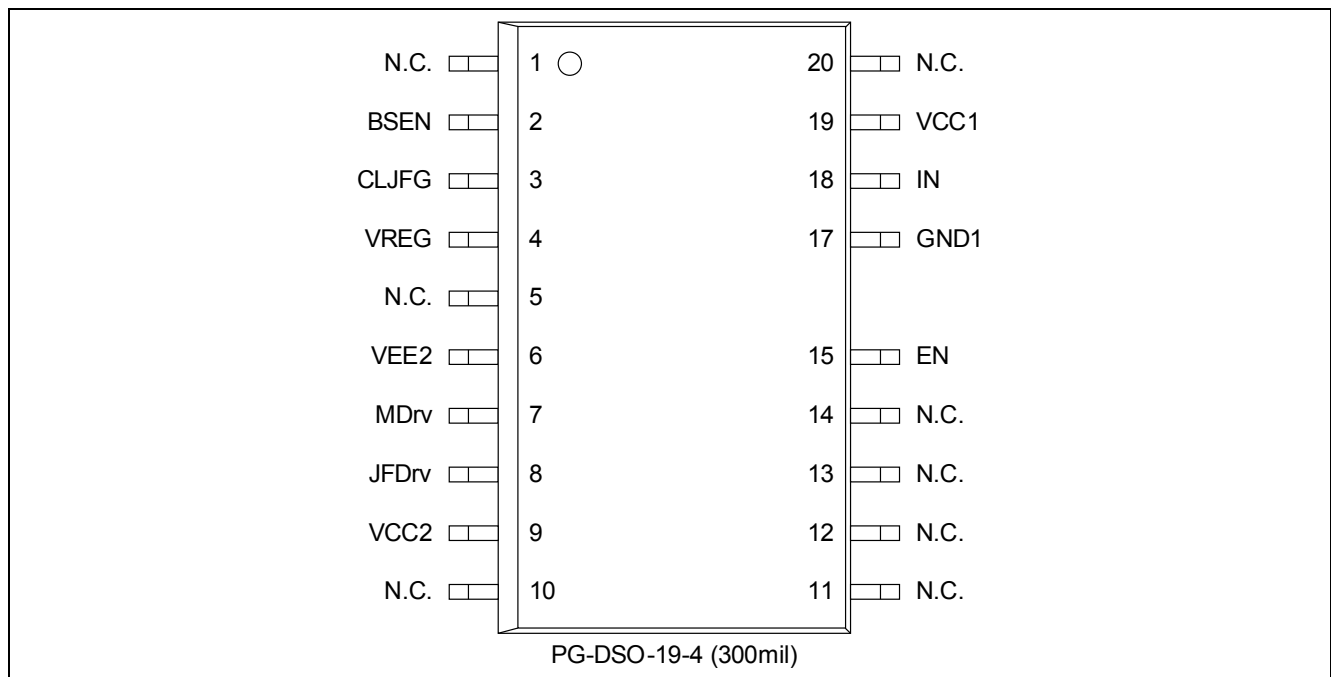 N.C. 1 20 N.C.
BSEN 2 19 VCC1
CLJFG 3 18 IN
VREG 4 17 GND1
N.C. 5
VEE2 6 15 EN
MDrv 7 14 N.C.
JFDrv 8 13 N.C.
VCC2 9 12 N.C.
N.C. 10 11 N.C.
PG-DSO-19-4 (300mil)